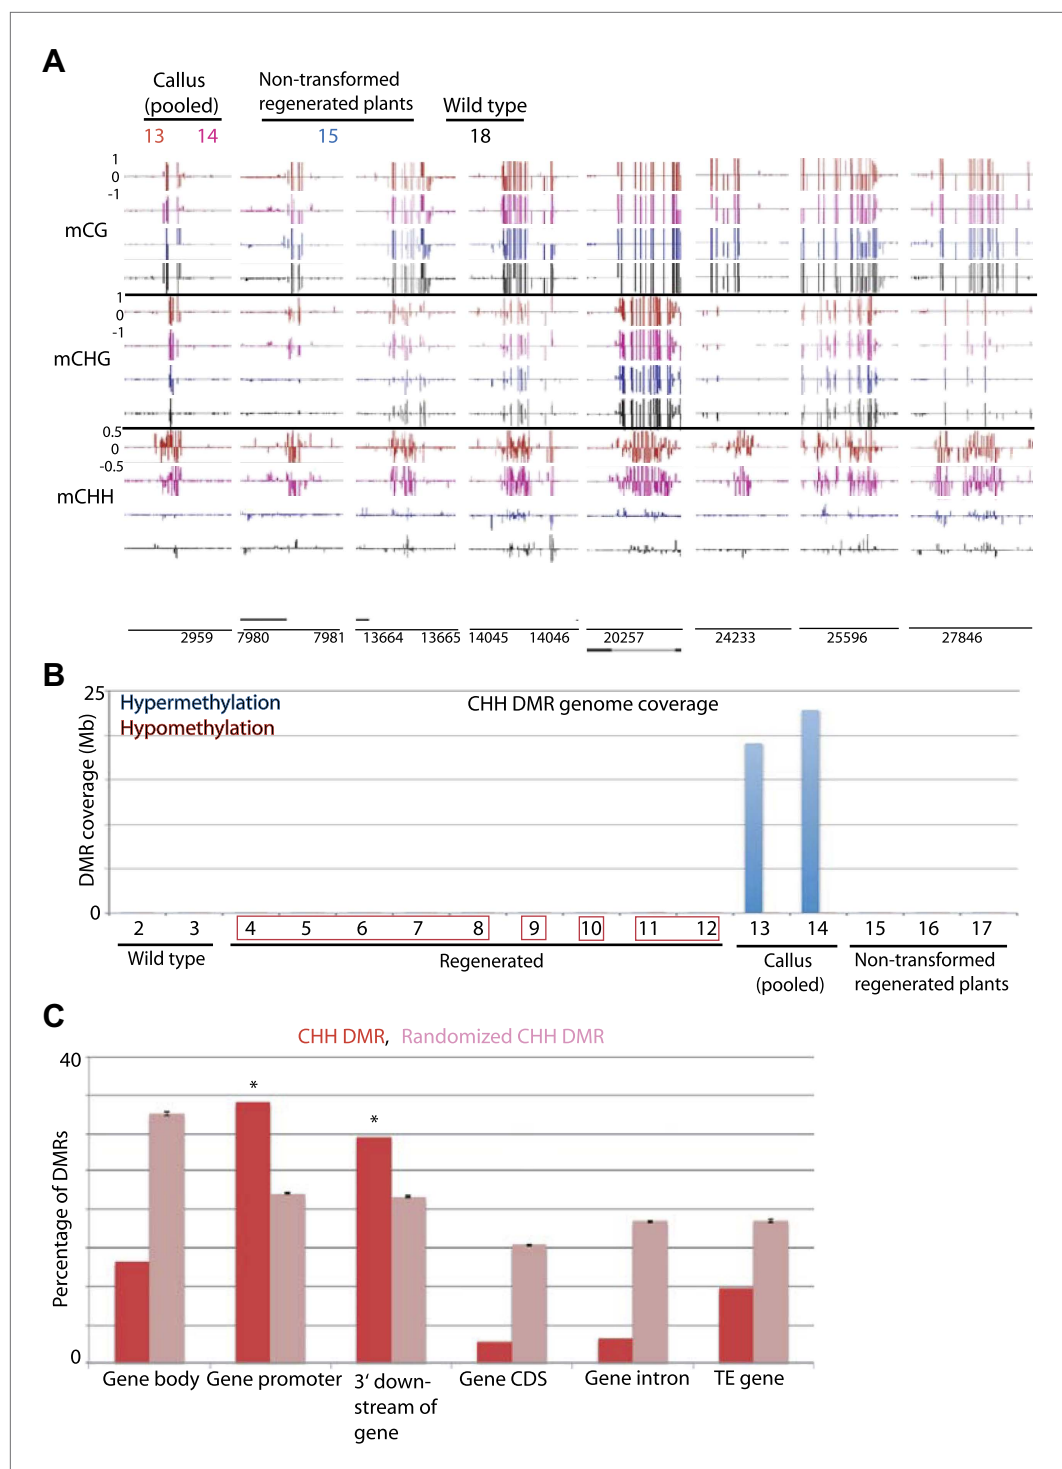 A
Callus
(pooled)
13 14
Non-transformed
regenerated plants
15
Wild type
18
1
0
-1
mCG
1
0
-1
mCHG
0.5
0
-0.5
mCHH
2959 7980 7981 13664 13665 14045 14046 20257 24233 25596 27846
B
25
Hypermethylation
Hypomethylation
CHH DMR genome coverage
DMR coverage (Mb)
0
2 3 4 5 6 7 8 9 10 11 12 13 14 15 16 17
Wild type
Regenerated
Callus
(pooled)
Non-transformed
regenerated plants
C
CHH DMR, Randomized CHH DMR
40
* *
Percentage of DMRs
0
Gene body Gene promoter 3' down-
stream of
gene
Gene CDS Gene intron TE gene